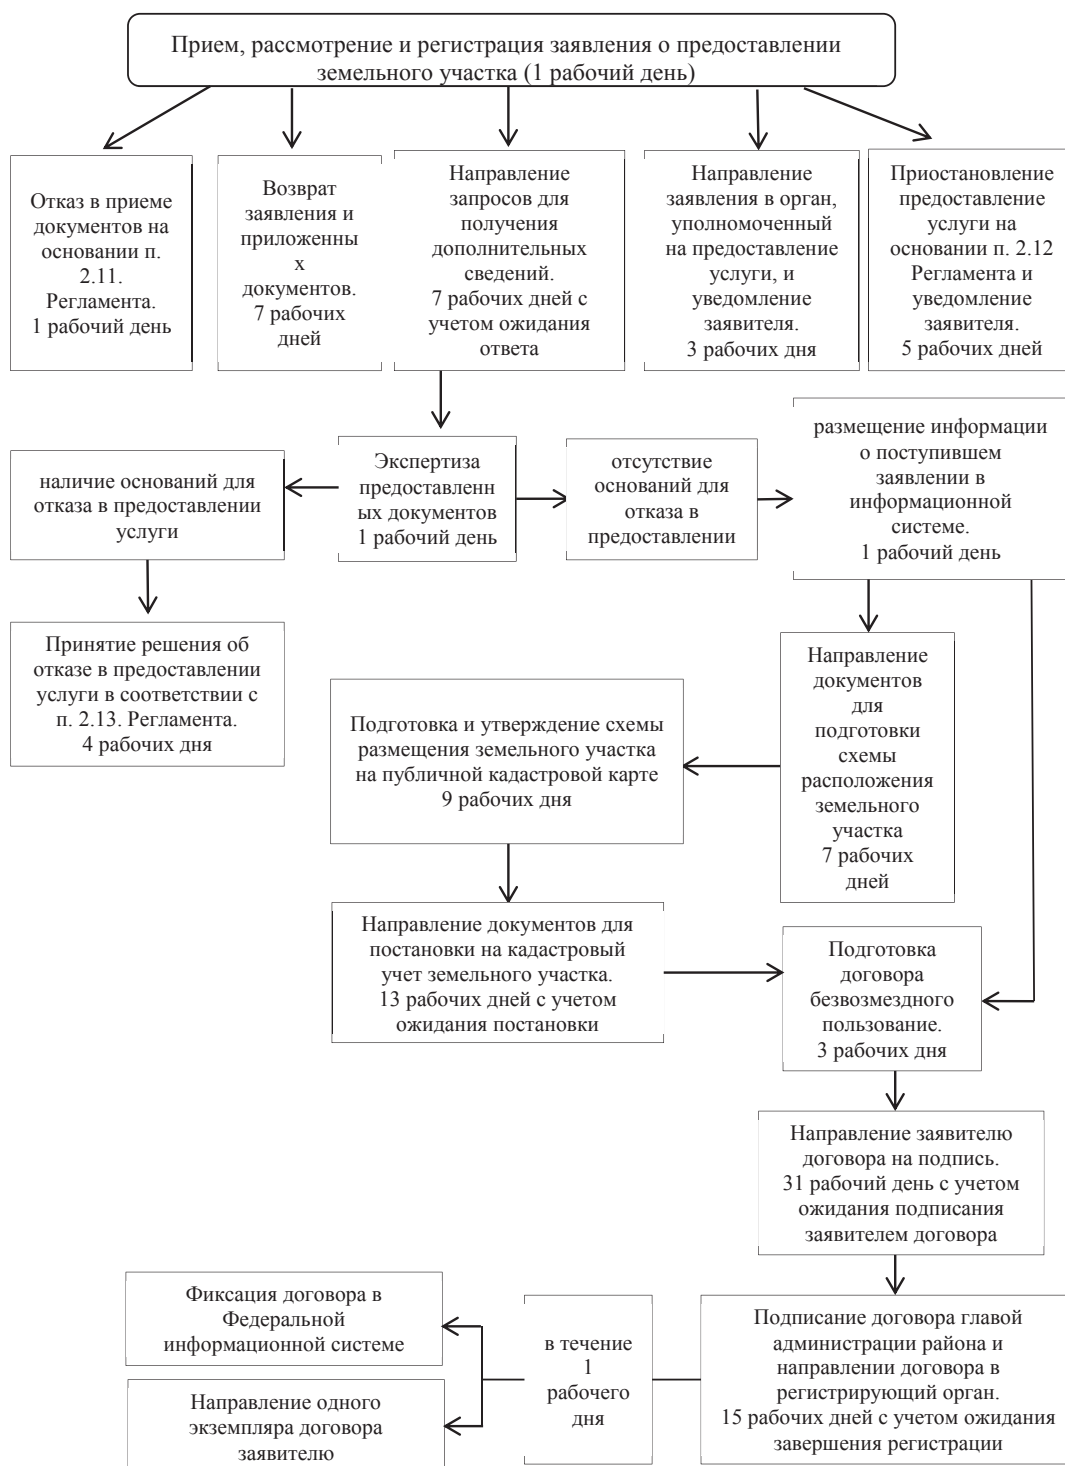 Прием, рассмотрение и регистрация заявления о предоставлении
земельного участка (1 рабочий день)
Отказ в приеме
документов на
основании п.
2.11.
Регламента.
1 рабочий день
Возврат
заявления и
приложенны
х
документов.
7 рабочих
дней
Направление
запросов для
получения
дополнительных
сведений.
7 рабочих дней с
учетом ожидания
ответа
Направление
заявления в орган,
уполномоченный
на предоставление
услуги, и
уведомление
заявителя.
3 рабочих дня
Приостановление
предоставление
услуги на
основании п. 2.12
Регламента и
уведомление
заявителя.
5 рабочих дней
наличие оснований для
отказа в предоставлении
услуги
Экспертиза
предоставленн
ых документов
1 рабочий день
отсутствие
оснований для
отказа в
предоставлении
размещение информации
о поступившем
заявлении в
информационной
системе.
1 рабочий день
Принятие решения об
отказе в предоставлении
услуги в соответствии с
п. 2.13. Регламента.
4 рабочих дня
Направление
документов
для
подготовки
схемы
расположения
земельного
участка
7 рабочих
дней
Подготовка и утверждение схемы
размещения земельного участка
на публичной кадастровой карте
9 рабочих дня
Направление документов для
постановки на кадастровый
учет земельного участка.
13 рабочих дней с учетом
ожидания постановки
Подготовка
договора
безвозмездного
пользование.
3 рабочих дня
Направление заявителю
договора на подпись.
31 рабочий день с учетом
ожидания подписания
заявителем договора
Подписание договора главой
администрации района и
направлении договора в
регистрирующий орган.
15 рабочих дней с учетом ожидания
завершения регистрации
в течение
1
рабочего
дня
Фиксация договора в
Федеральной
информационной системе
Направление одного
экземпляра договора
заявителю